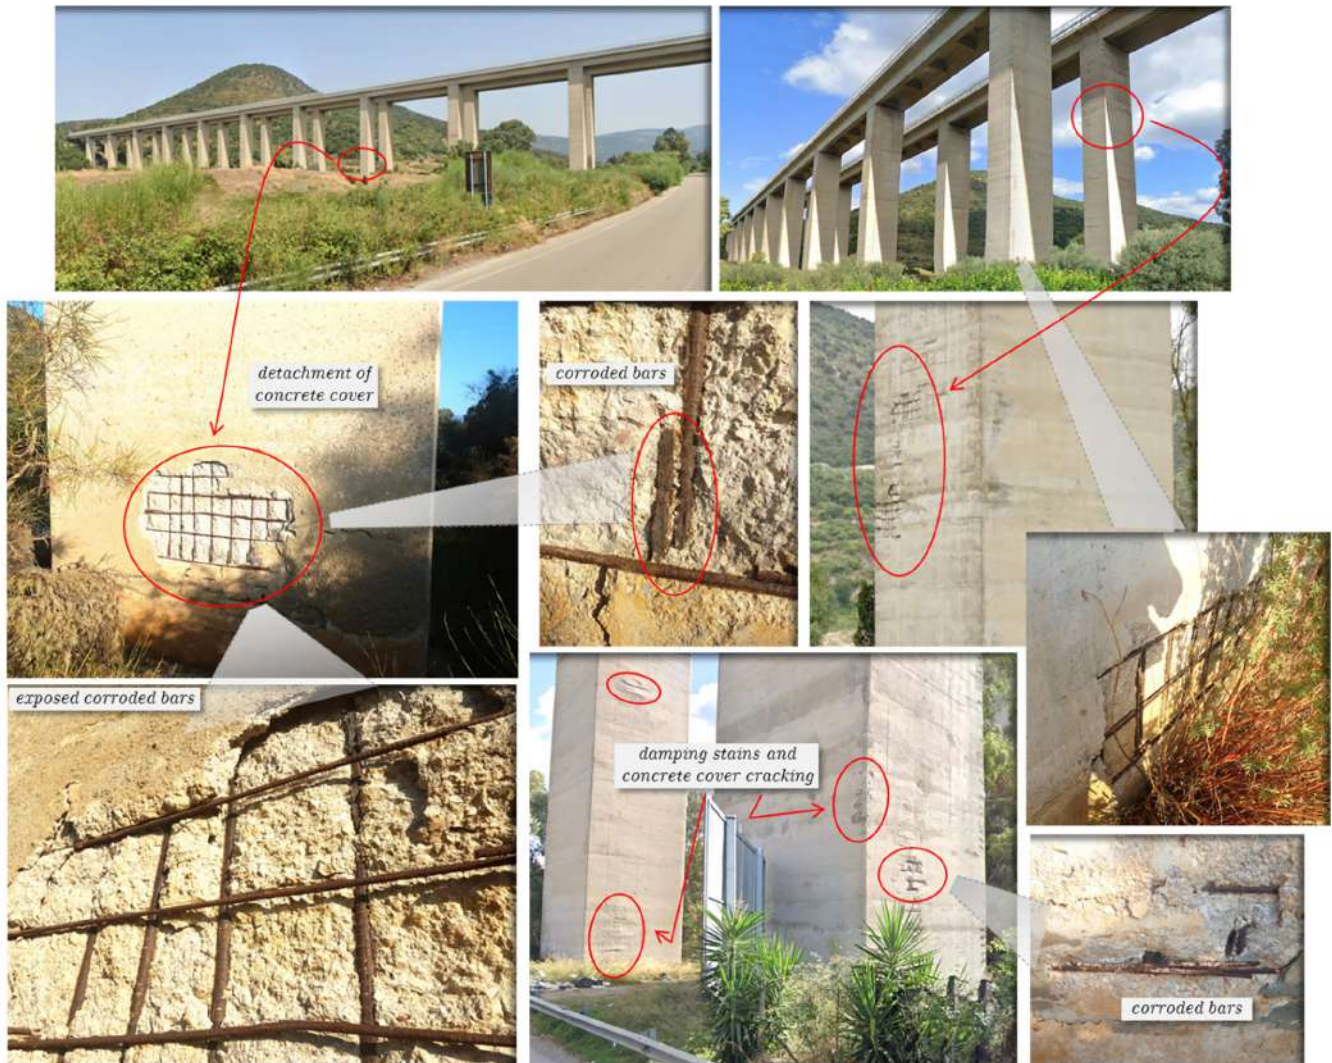 detachment of
concrete cover
corroded bars
exposed corroded bars
damping stains and
concrete cover cracking
corroded bars